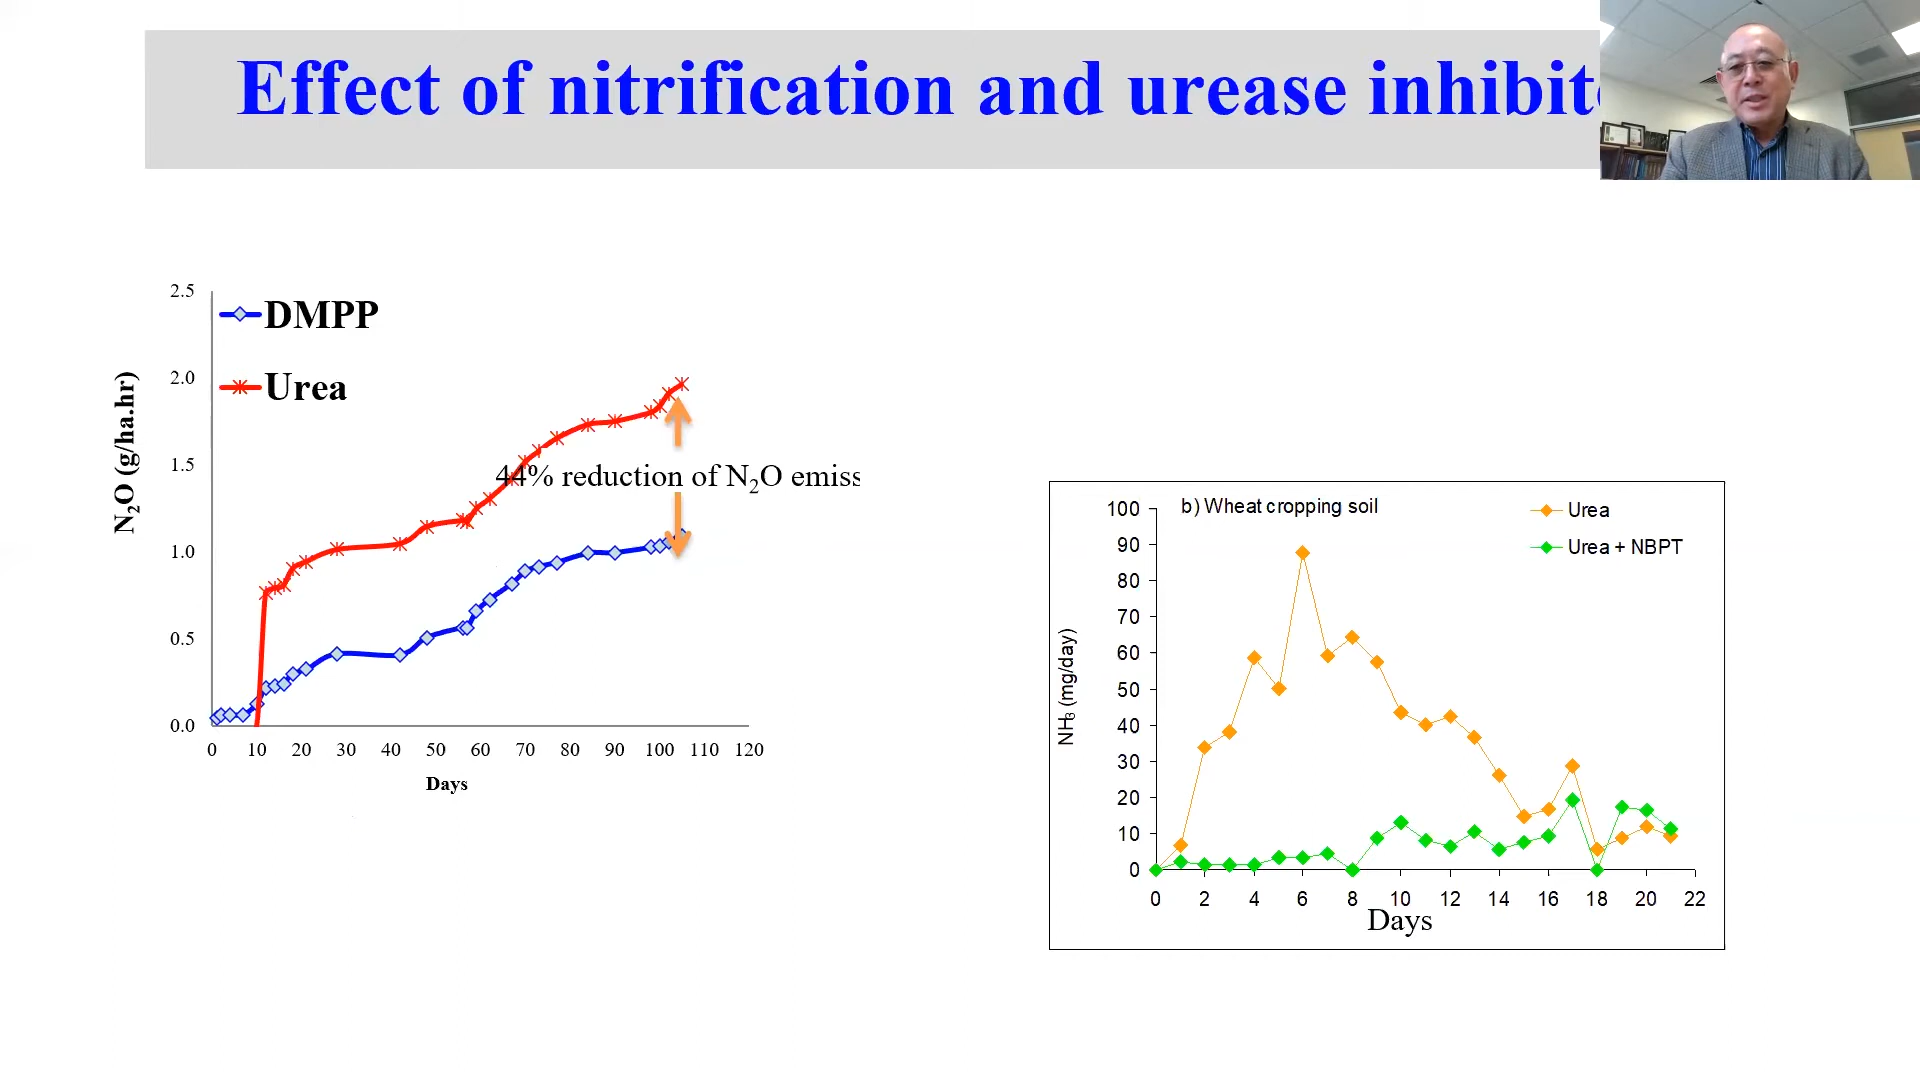 Effect of nitrification and urease
2.5
DMPP
2.0
Urea
1.5
44% reduction of N₂O
1.0
0.5
0.0
0 10 20 30 40 50 60 70 80 90 100 110 120
Days
N₂O (g/ha.hr)
b) Wheat cropping soil
Urea
Urea + NBPT
100
90
80
70
60
50
40
30
20
10
0
0 2 4 6 8 10 12 14 16 18 20 22
Days
NH₃ (mg/day)